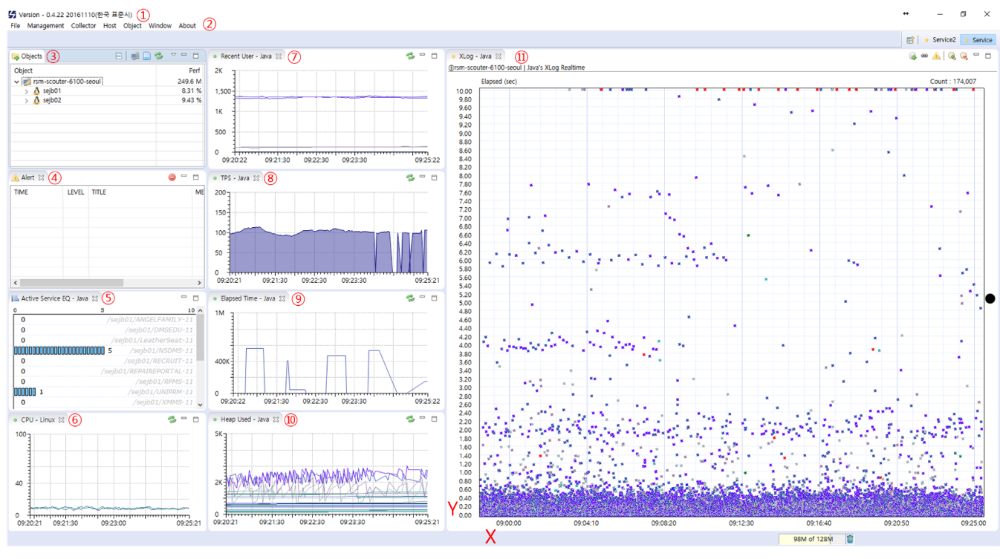 Version - 0.4.22 20161110(한국 표준시) ①
File Management Collector Host Object Window About ②
Service2 Service
Objects ③
Object Perf
rsm-scouter-6100-seoul 249.6 M
sejb01 8.31 %
sejb02 9.43 %
Alert ④
TIME LEVEL TITLE ME
Active Service EQ - Java ⑤
0 5 10
0 /sejb01/ANGELFAMILY-11
0 /sejb01/DMSEDU-11
0 /sejb01/LeatherSeat-11
5 /sejb01/NSDMS-11
0 /sejb01/RECRUIT-11
0 /sejb01/REPAIREPORTAL-11
0 /sejb01/RPMS-11
1 /sejb01/UNIPRM-11
0 /sejb01/XMMS-11
CPU - Linux ⑥
100
40
0
09:20:21 09:21:30 09:23:00 09:25:21
Recent User - Java ⑦
2K
1,500
1K
500
0
09:20:22 09:21:30 09:22:30 09:23:30 09:25:22
TPS - Java ⑧
200
150
100
50
0
09:20:21 09:21:30 09:22:30 09:23:30 09:25:21
Elapsed Time - Java ⑨
1M
400K
0
09:20:22 09:21:30 09:22:30 09:23:30 09:25:22
Heap Used - Java ⑩
5K
2K
0
09:20:21 09:21:30 09:22:30 09:23:30 09:25:21
XLog - Java ⑪
③rsm-scouter-6100-seoul | Java's XLog Realtime
Elapsed (sec) Count : 174,007
10.00
9.80
9.60
9.40
9.20
9.00
8.80
8.60
8.40
8.20
8.00
7.80
7.60
7.40
7.20
7.00
6.80
6.60
6.40
6.20
6.00
5.80
5.60
5.40
5.20
5.00
4.80
4.60
4.40
4.20
4.00
3.80
3.60
3.40
3.20
3.00
2.80
2.60
2.40
2.20
2.00
1.80
1.60
1.40
1.20
1.00
0.80
0.60
0.40
0.20
0.00
Y
09:00:00 09:04:10 09:08:20 09:12:30 09:16:40 09:20:50 09:25:00
X
98M of 128M